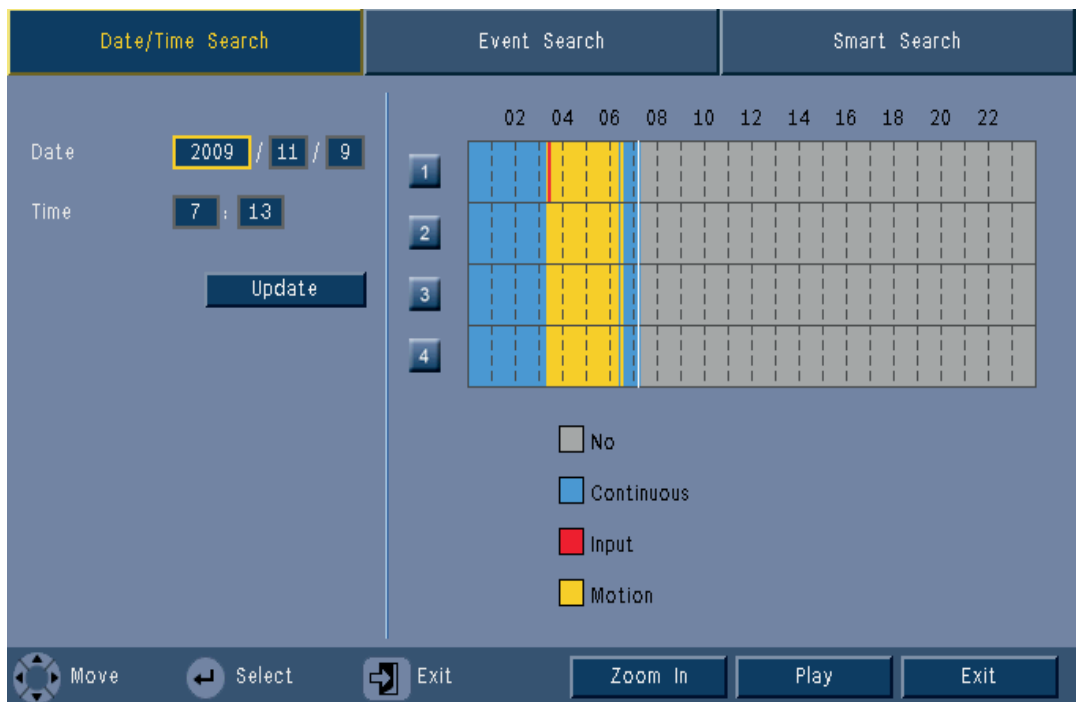 Date/Time Search Event Search Smart Search
02 04 06 08 10 12 14 16 18 20 22
Date 2009 / 11 / 9
1
Time 7 : 13
2
Update
3
4
No
Continuous
Input
Motion
Move Select Exit Zoom In Play Exit